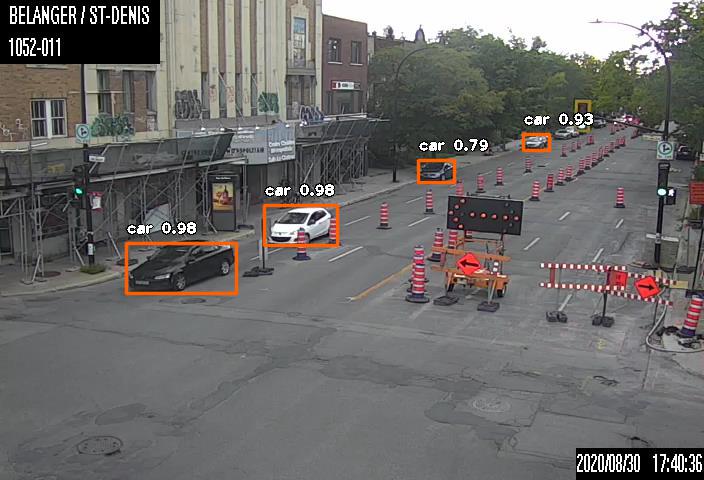 BELANGER / ST-DENIS
1052-011
car 0.93
car 0.79
car 0.98
car 0.98
2020/08/30 17:40:36